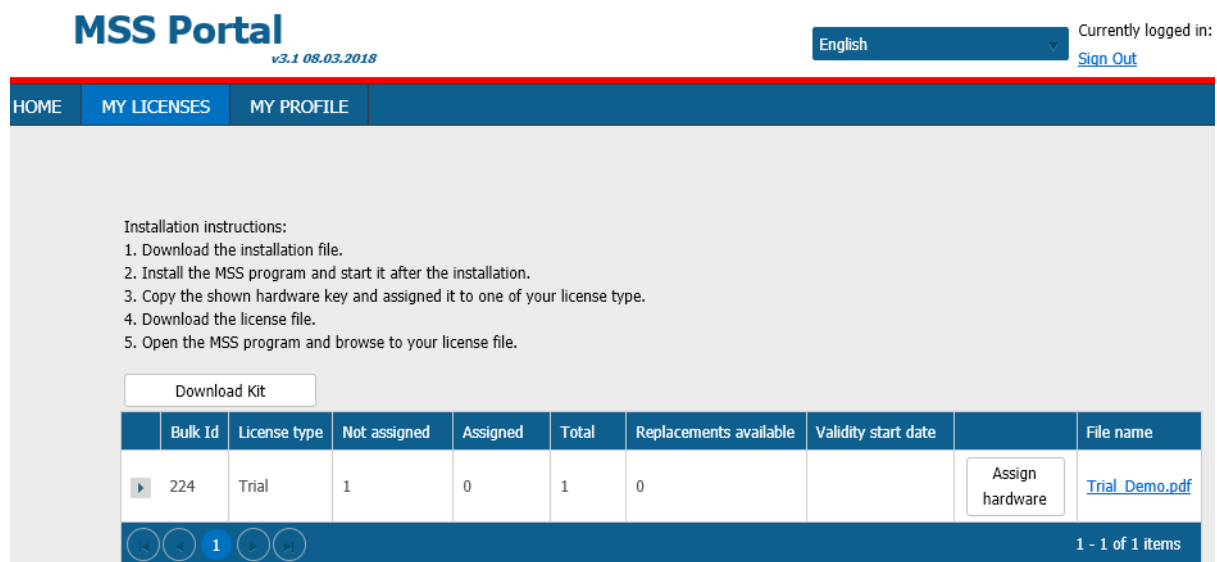 MSS Portal
v3.1 08.03.2018
English
Currently logged in:
Sign Out
HOME MY LICENSES MY PROFILE
Installation instructions:
1. Download the installation file.
2. Install the MSS program and start it after the installation.
3. Copy the shown hardware key and assigned it to one of your license type.
4. Download the license file.
5. Open the MSS program and browse to your license file.
Download Kit
Bulk Id License type Not assigned Assigned Total Replacements available Validity start date File name
224 Trial 1 0 1 0 Assign hardware Trial_Demo.pdf
1 1 - 1 of 1 items